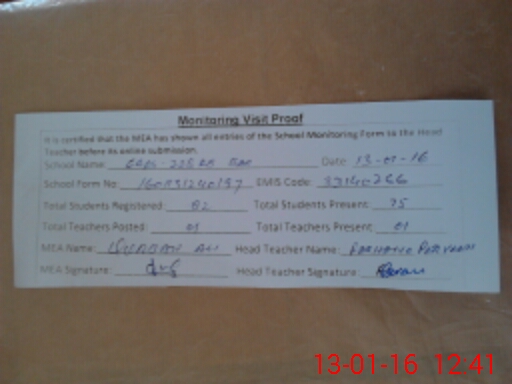 Monitoring Visit Proof
It is certified that the MEA has shown all entries of the School Monitoring Form to the Head
Teacher before its online submission.
School Name: Date: 13-01-16
School Form No: EMIS Code:
Total Students Registered: 82 Total Students Present: 75
Total Teachers Posted: 01 Total Teachers Present: 01
MEA Name: ALI Head Teacher Name:
MEA Signature: Head Teacher Signature:
13-01-16 12:41